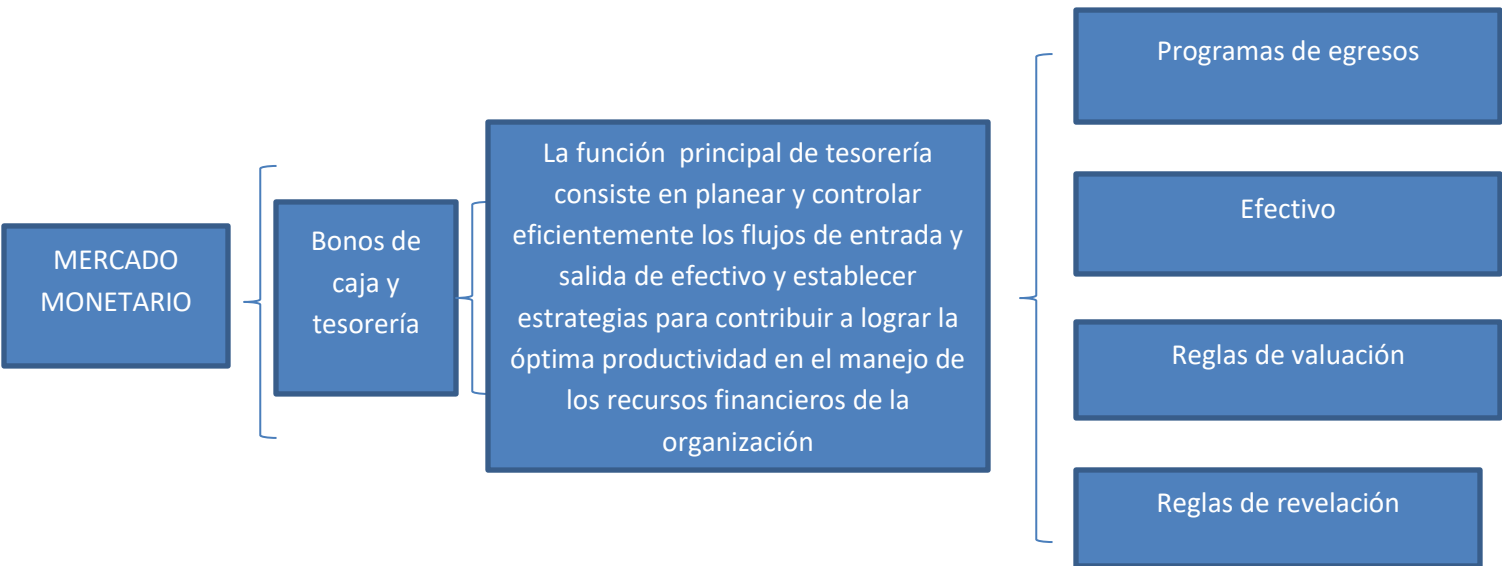 MERCADO
MONETARIO
Bonos de
caja y
tesorería
La función principal de tesorería
consiste en planear y controlar
eficientemente los flujos de entrada y
salida de efectivo y establecer
estrategias para contribuir a lograr la
óptima productividad en el manejo de
los recursos financieros de la
organización
Programas de egresos
Efectivo
Reglas de valuación
Reglas de revelación